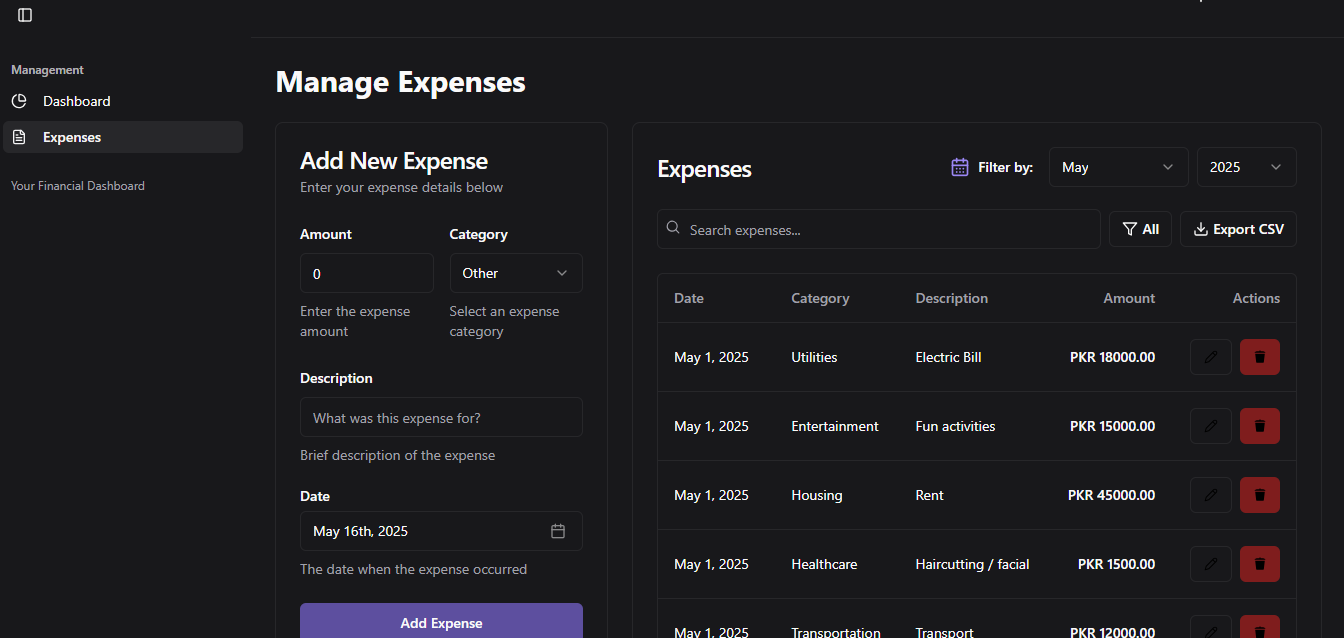 Management
Dashboard
Expenses
Your Financial Dashboard
Manage Expenses
Add New Expense
Enter your expense details below
Amount Category
0 Other
Enter the expense Select an expense
amount category
Description
What was this expense for?
Brief description of the expense
Date
May 16th, 2025
The date when the expense occurred
Add Expense
Expenses Filter by: May 2025
Search expenses... All Export CSV
Date Category Description Amount Actions
May 1, 2025 Utilities Electric Bill PKR 18000.00
May 1, 2025 Entertainment Fun activities PKR 15000.00
May 1, 2025 Housing Rent PKR 45000.00
May 1, 2025 Healthcare Haircutting / facial PKR 1500.00
May 1, 2025 Transportation Transport PKR 12000.00